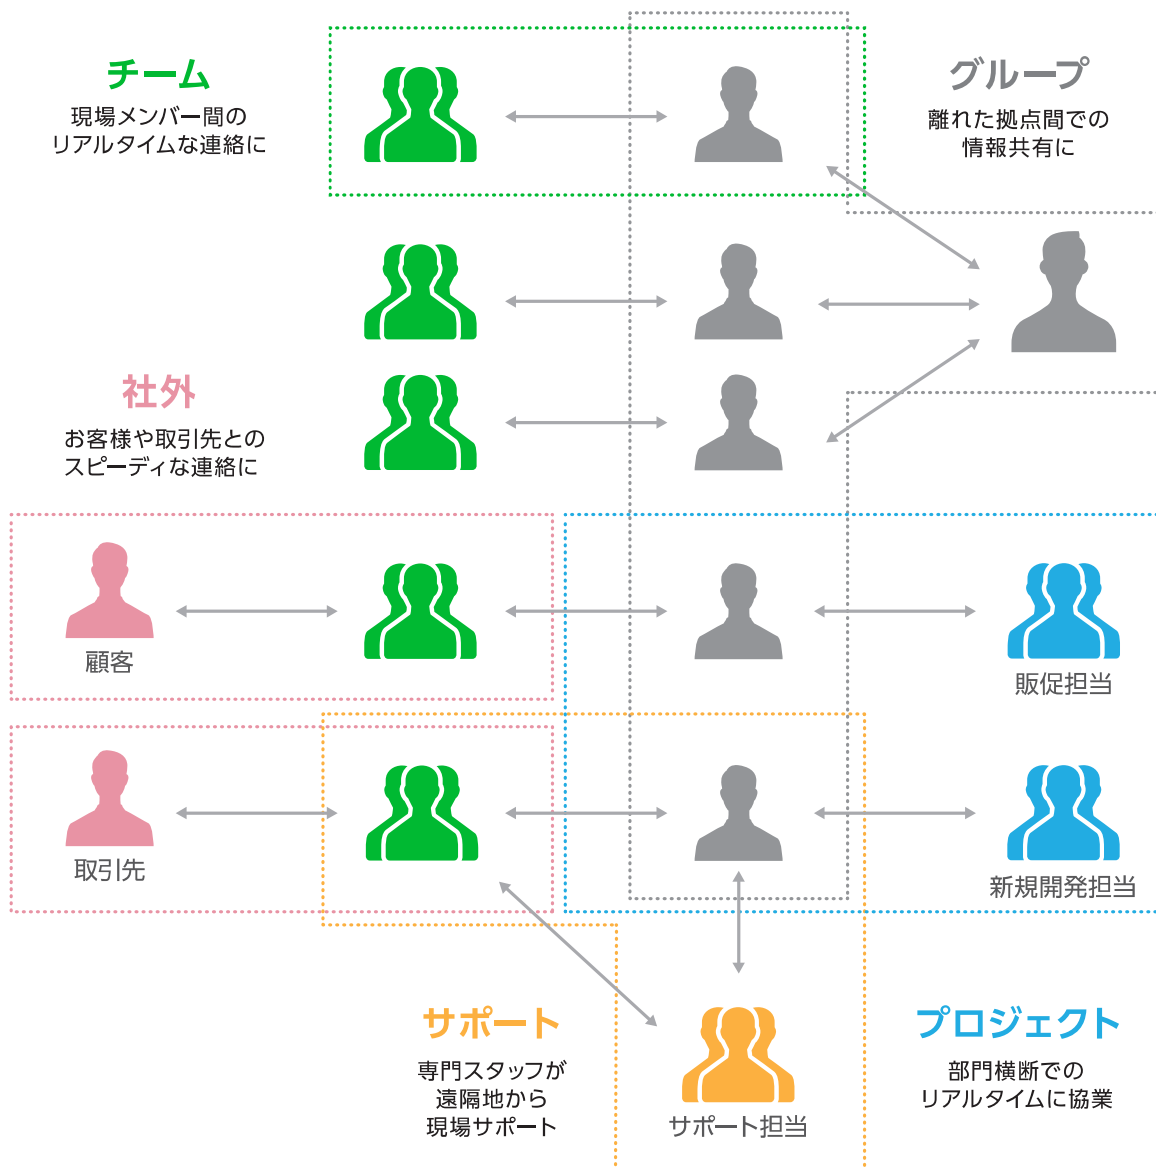 チーム
現場メンバー間の
リアルタイムな連絡に
グループ
離れた拠点間での
情報共有に
社外
お客様や取引先との
スピーディな連絡に
顧客
販促担当
取引先
新規開発担当
サポート
専門スタッフが
遠隔地から
現場サポート
サポート担当
プロジェクト
部門横断での
リアルタイムに協業